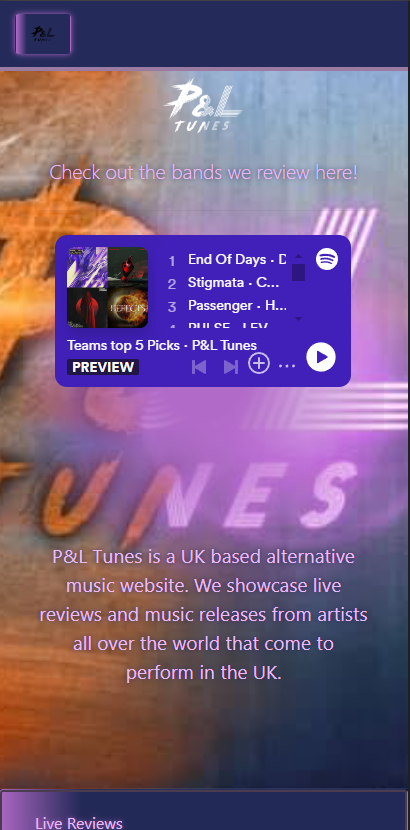 P&L
TUNES
P&L
TUNES
Check out the bands we review here!
1 End Of Days · D
2 Stigmata · C...
3 Passenger · H...
4 PULSE · LEV
Teams top 5 Picks · P&L Tunes
PREVIEW
TUNES
P&L Tunes is a UK based alternative
music website. We showcase live
reviews and music releases from artists
all over the world that come to
perform in the UK.
Live Reviews